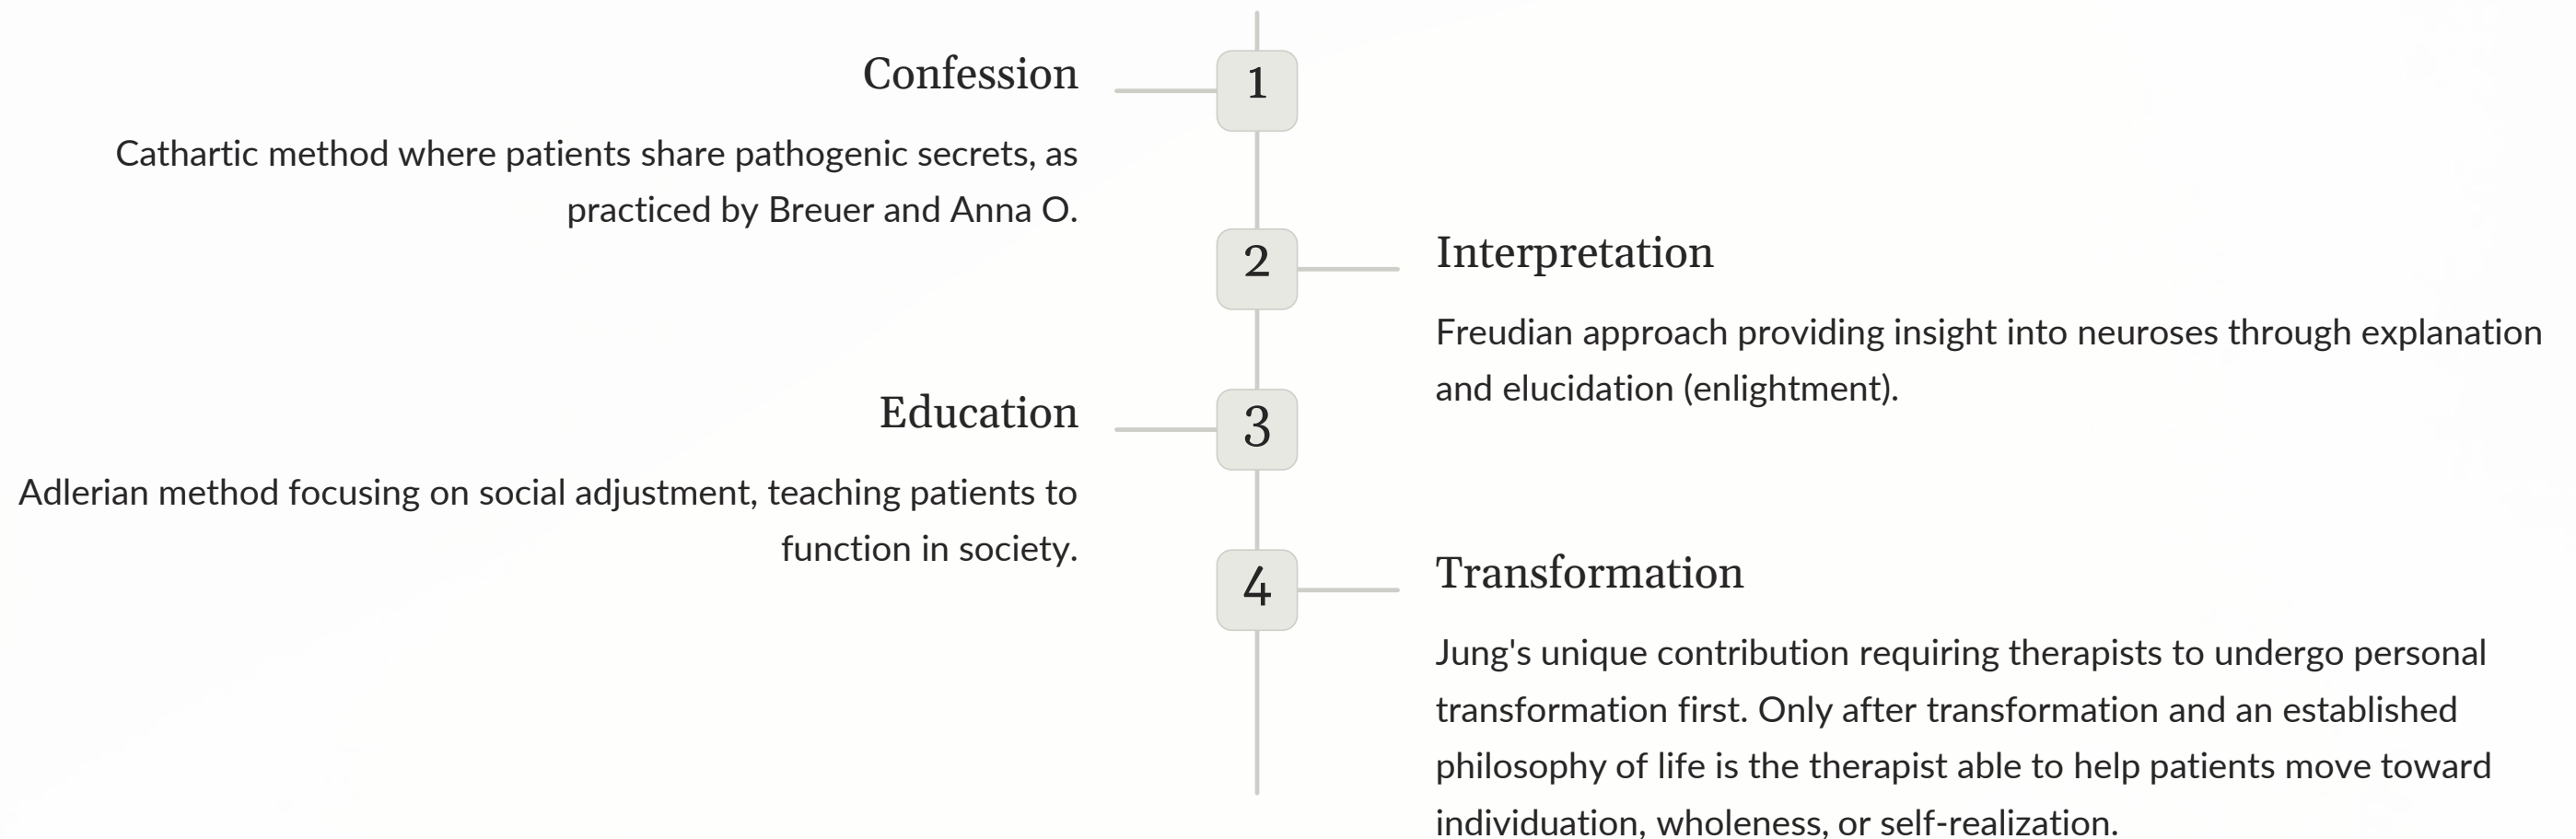 1
Confession
Cathartic method where patients share pathogenic secrets, as
practiced by Breuer and Anna O.
2
Interpretation
Freudian approach providing insight into neuroses through explanation
and elucidation (enlightment).
3
Education
Adlerian method focusing on social adjustment, teaching patients to
function in society.
4
Transformation
Jung's unique contribution requiring therapists to undergo personal
transformation first. Only after transformation and an established
philosophy of life is the therapist able to help patients move toward
individuation, wholeness, or self-realization.